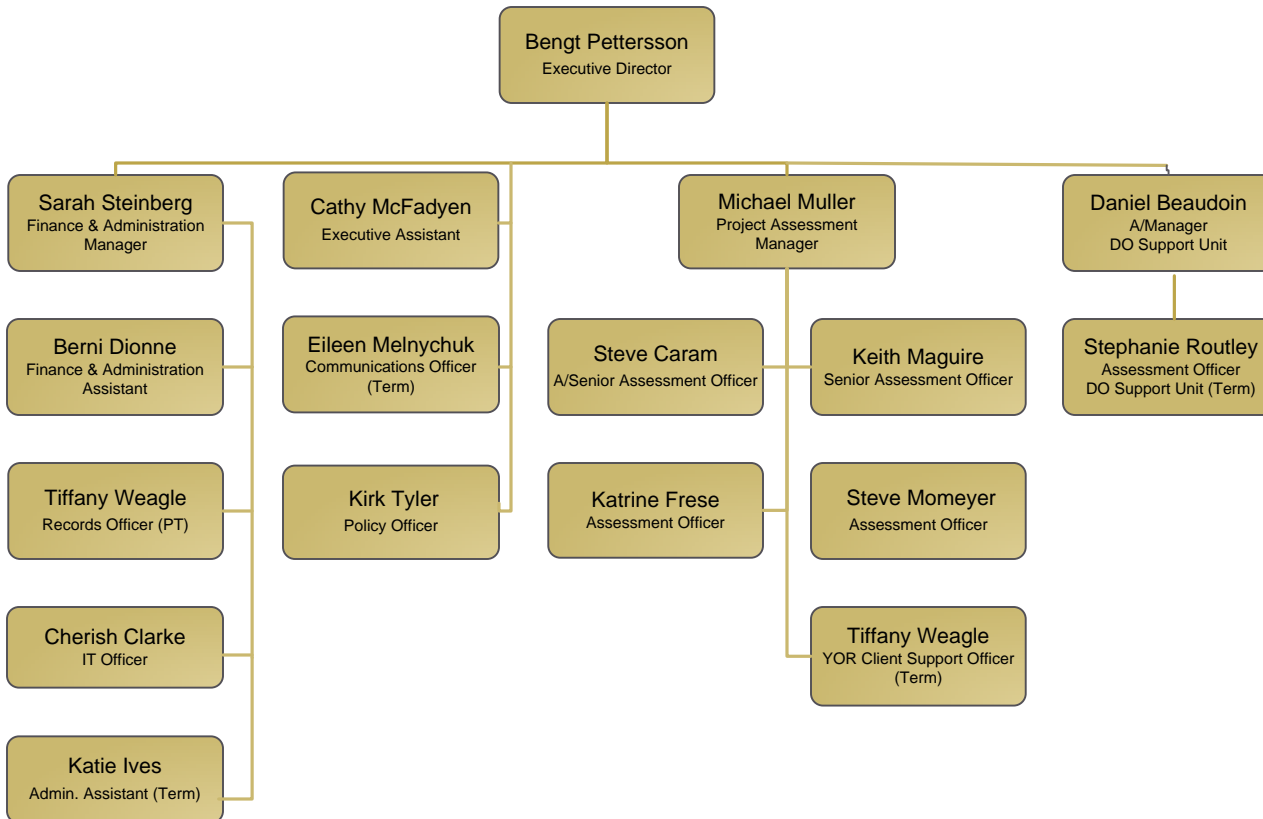 Bengt Pettersson
Executive Director
Sarah Steinberg
Finance & Administration
Manager
Cathy McFadyen
Executive Assistant
Michael Muller
Project Assessment
Manager
Daniel Beaudoin
A/Manager
DO Support Unit
Berni Dionne
Finance & Administration
Assistant
Eileen Melnychuk
Communications Officer
(Term)
Steve Caram
A/Senior Assessment Officer
Keith Maguire
Senior Assessment Officer
Stephanie Routley
Assessment Officer
DO Support Unit (Term)
Tiffany Weagle
Records Officer (PT)
Kirk Tyler
Policy Officer
Katrine Frese
Assessment Officer
Steve Momeyer
Assessment Officer
Cherish Clarke
IT Officer
Tiffany Weagle
YOR Client Support Officer
(Term)
Katie Ives
Admin. Assistant (Term)